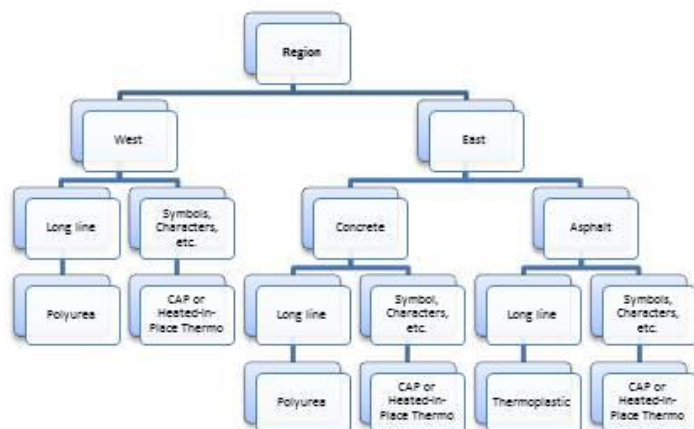 Region
West
East
Long line
Symbols,
Characters,
etc.
Concrete
Asphalt
Polyurea
CAP or
Heated-In-
Place Thermo
Long line
Symbol,
Characters,
etc.
Long line
Symbols,
Characters,
etc.
Polyurea
CAP or
Heated-In-
Place Thermo
Thermoplastic
CAP or
Heated-In-
Place Thermo